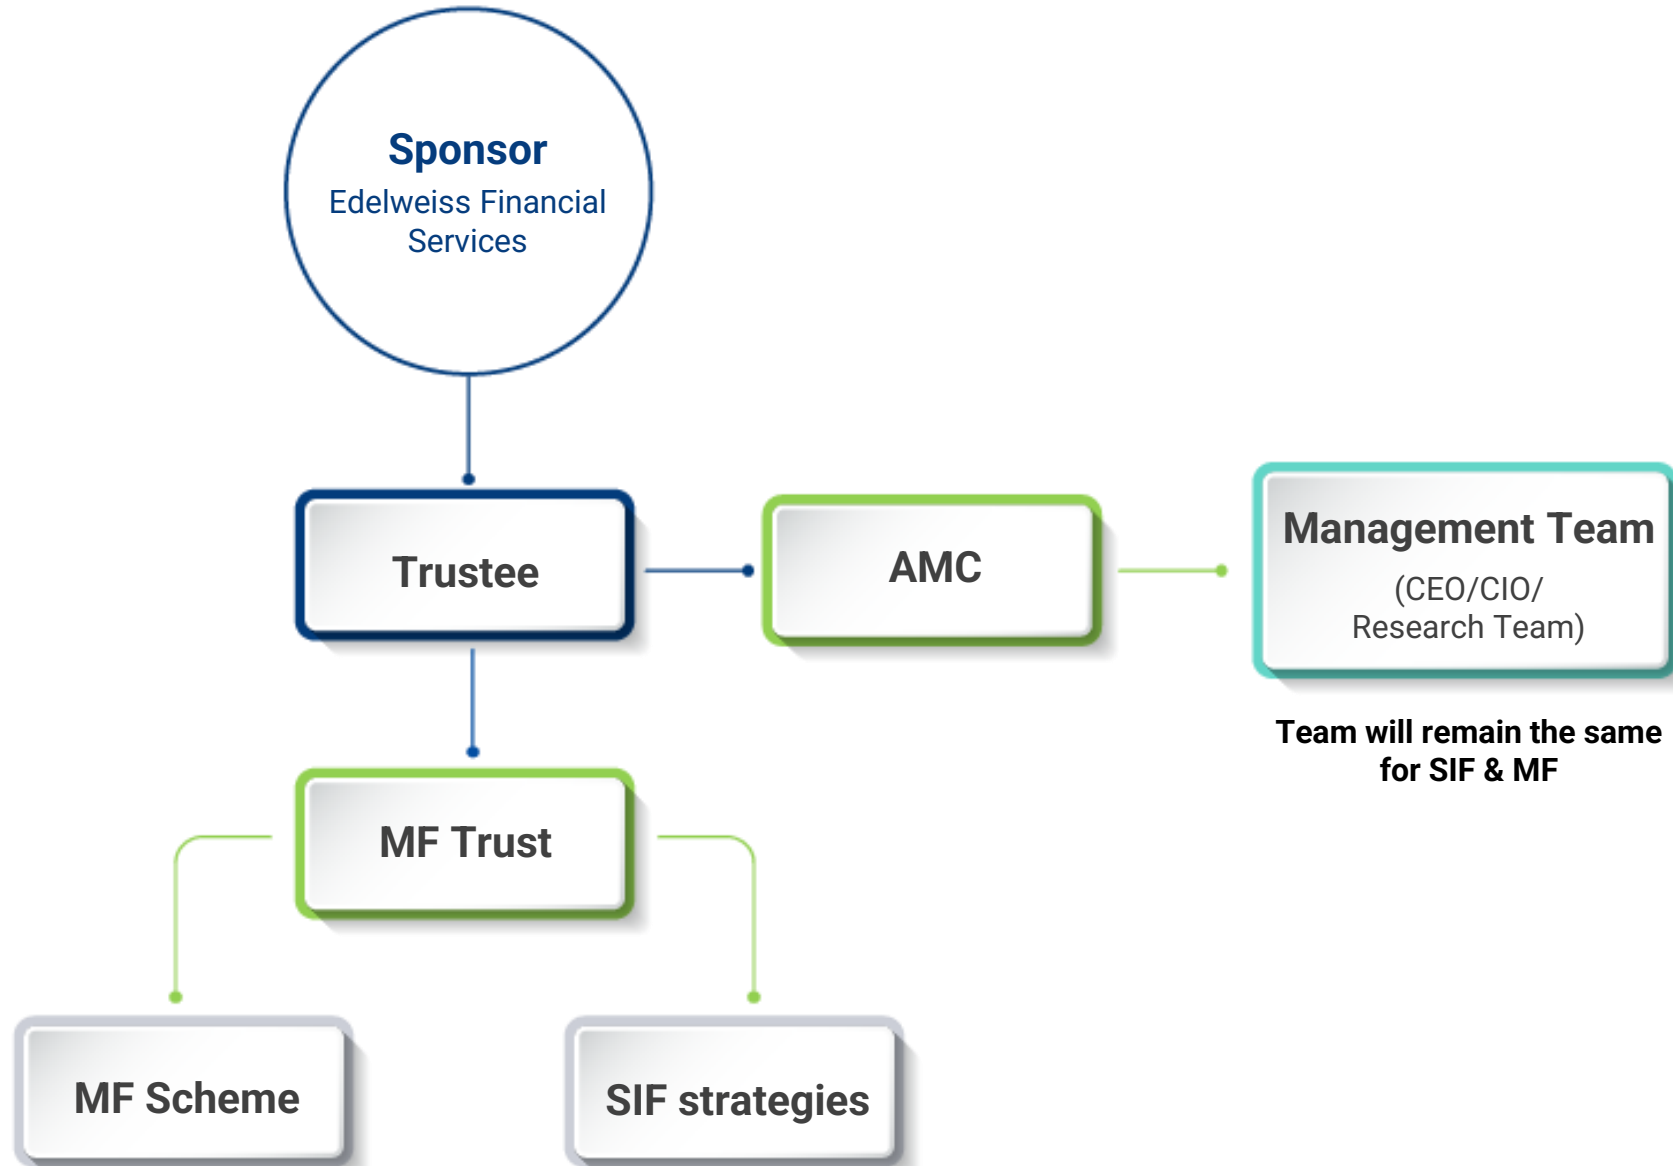 Sponsor
Edelweiss Financial
Services
Trustee
AMC
Management Team
(CEO/CIO/
Research Team)
Team will remain the same
for SIF & MF
MF Trust
MF Scheme
SIF strategies